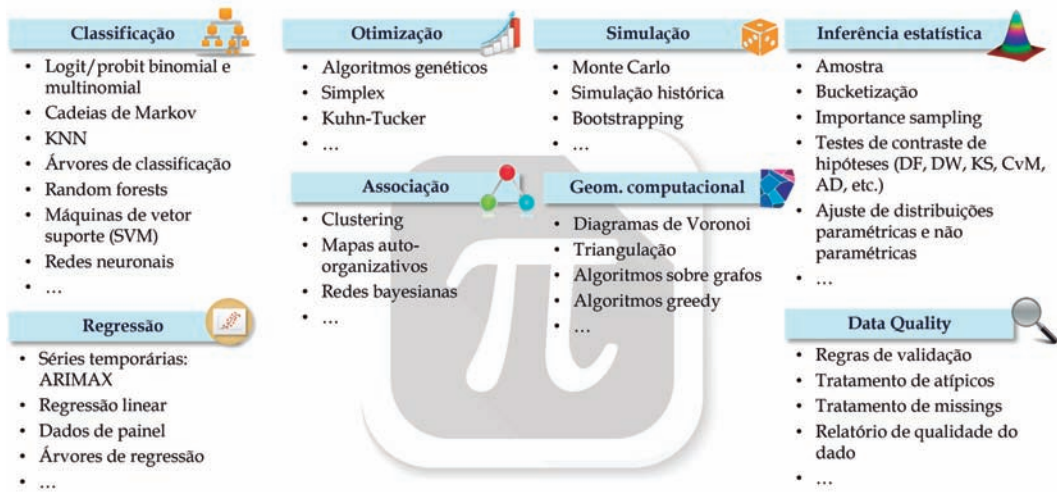 Classificação
• Logit/probit binomial e
multinomial
• Cadeias de Markov
• KNN
• Árvores de classificação
• Random forests
• Máquinas de vetor
suporte (SVM)
• Redes neuronais
• ...
Regressão
• Séries temporárias:
ARIMAX
• Regressão linear
• Dados de painel
• Árvores de regressão
• ...
Otimização
• Algoritmos genéticos
• Simplex
• Kuhn-Tucker
• ...
Associação
• Clustering
• Mapas auto-
organizativos
• Redes bayesianas
• ...
Simulação
• Monte Carlo
• Simulação histórica
• Bootstrapping
• ...
Geom. computacional
• Diagramas de Voronoi
• Triangulação
• Algoritmos sobre grafos
• Algoritmos greedy
• ...
Inferência estatística
• Amostra
• Bucketização
• Importance sampling
• Testes de contraste de
hipóteses (DF, DW, KS, CvM,
AD, etc.)
• Ajuste de distribuições
paramétricas e não
paramétricas
• ...
Data Quality
• Regras de validação
• Tratamento de atípicos
• Tratamento de missings
• Relatório de qualidade do
dado
• ...
π